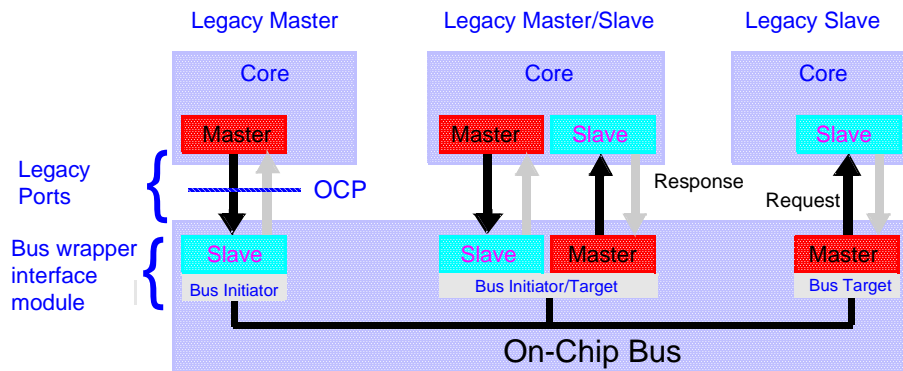 Legacy Master
Legacy Master/Slave
Legacy Slave
Core
Core
Core
Master
Master
Slave
Slave
Legacy
Ports
OCP
Response
Request
Bus wrapper
interface
module
Slave
Slave
Master
Master
Bus Initiator
Bus Initiator/Target
Bus Target
On-Chip Bus